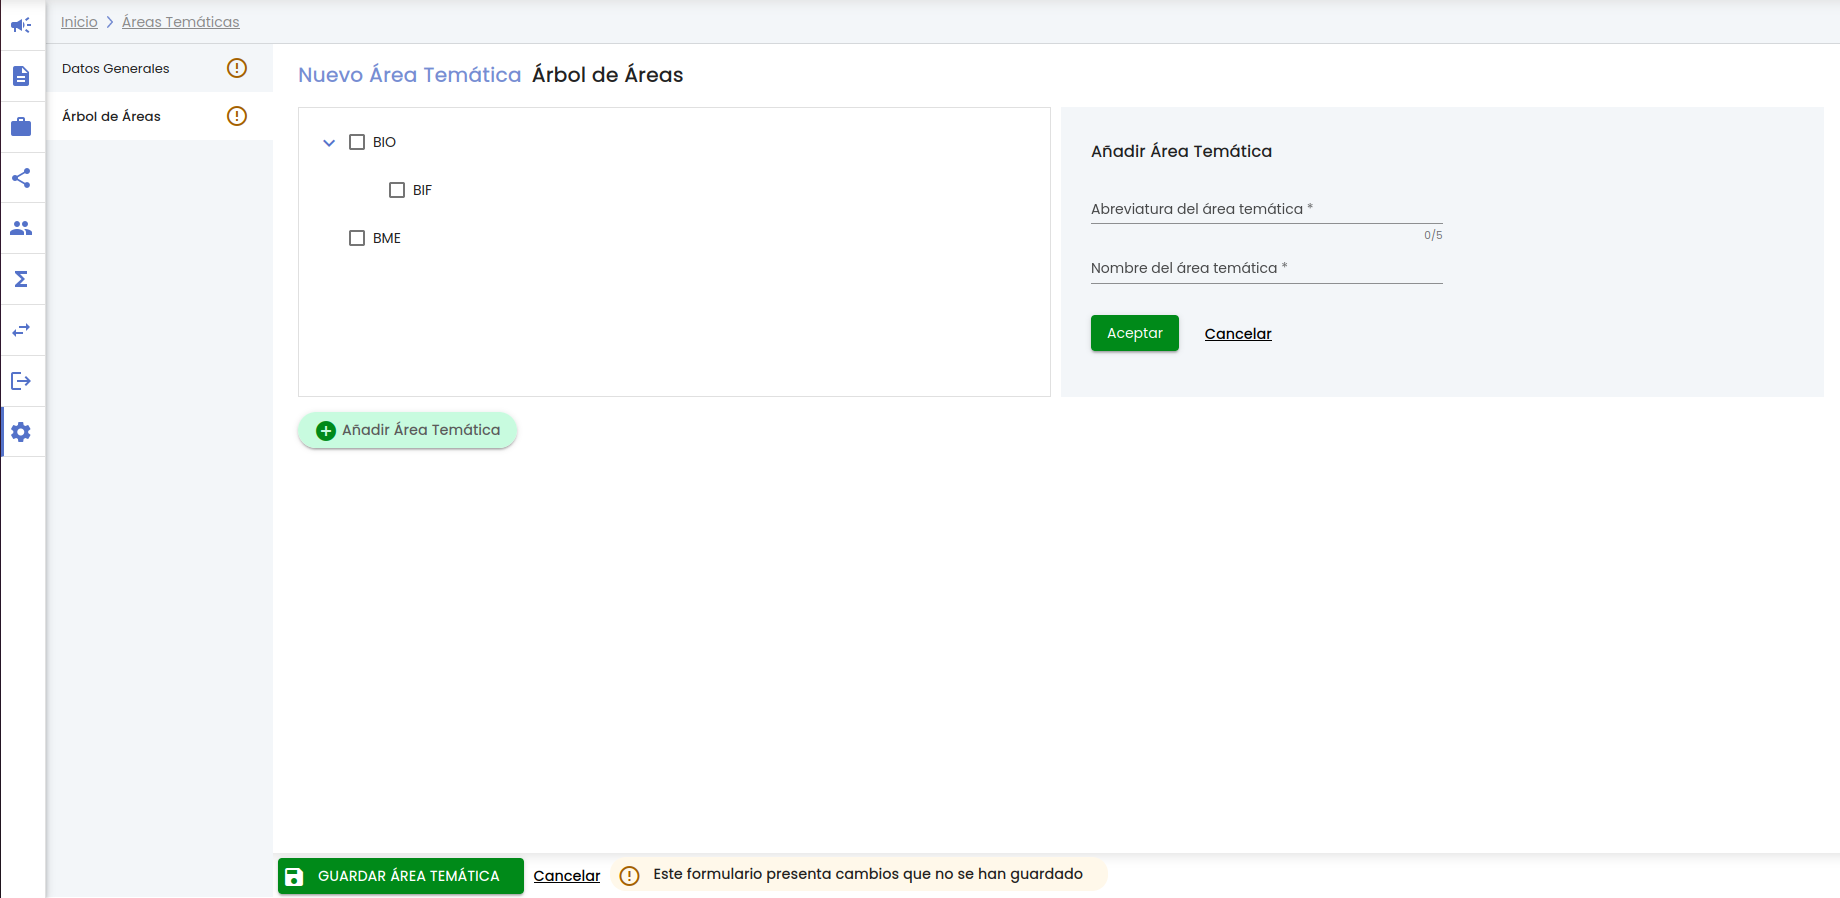 Inicio > Áreas Temáticas
Datos Generales
Árbol de Áreas
Nuevo Área Temática Árbol de Áreas
BIO
BIF
BME
Añadir Área Temática
Añadir Área Temática
Abreviatura del área temática *
0/5
Nombre del área temática *
Aceptar Cancelar
GUARDAR ÁREA TEMÁTICA Cancelar Este formulario presenta cambios que no se han guardado